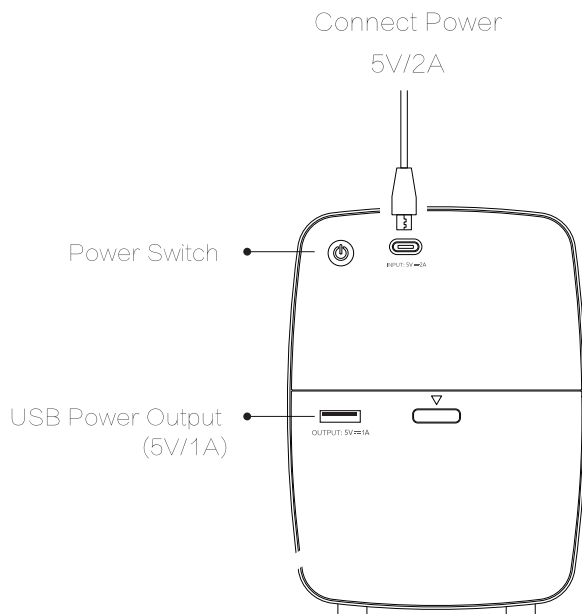 Connect Power
5V/2A
Power Switch
INPUT: 5V⎓2A
USB Power Output
(5V/1A)
OUTPUT: 5V⎓1A